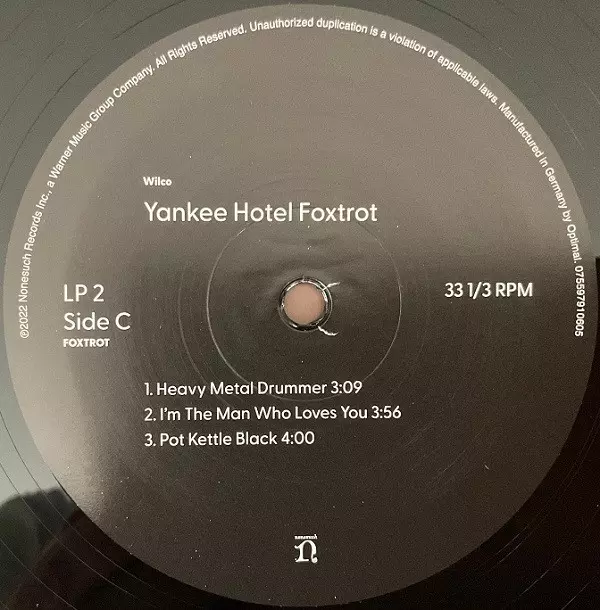 ℗2022 Nonesuch Records Inc., a Warner Music Group Company. All Rights Reserved. Unauthorized duplication is a violation of applicable laws. Manufactured in Germany by Optimal. 075597910605
Wilco
Yankee Hotel Foxtrot
LP 2
33 1/3 RPM
Side C
FOXTROT
1. Heavy Metal Drummer 3:09
2. I'm The Man Who Loves You 3:56
3. Pot Kettle Black 4:00
nonesuch